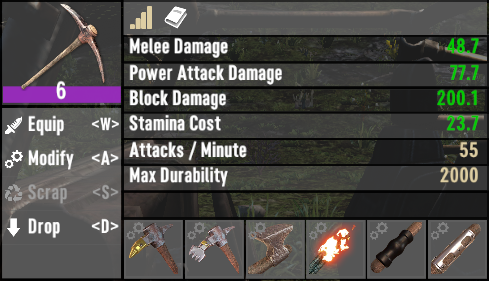 Melee Damage 48.7
Power Attack Damage 77.7
6
Block Damage 200.1
Equip <W>
Stamina Cost 23.7
Modify <A>
Attacks / Minute 55
Scrap <S>
Max Durability 2000
Drop <D>